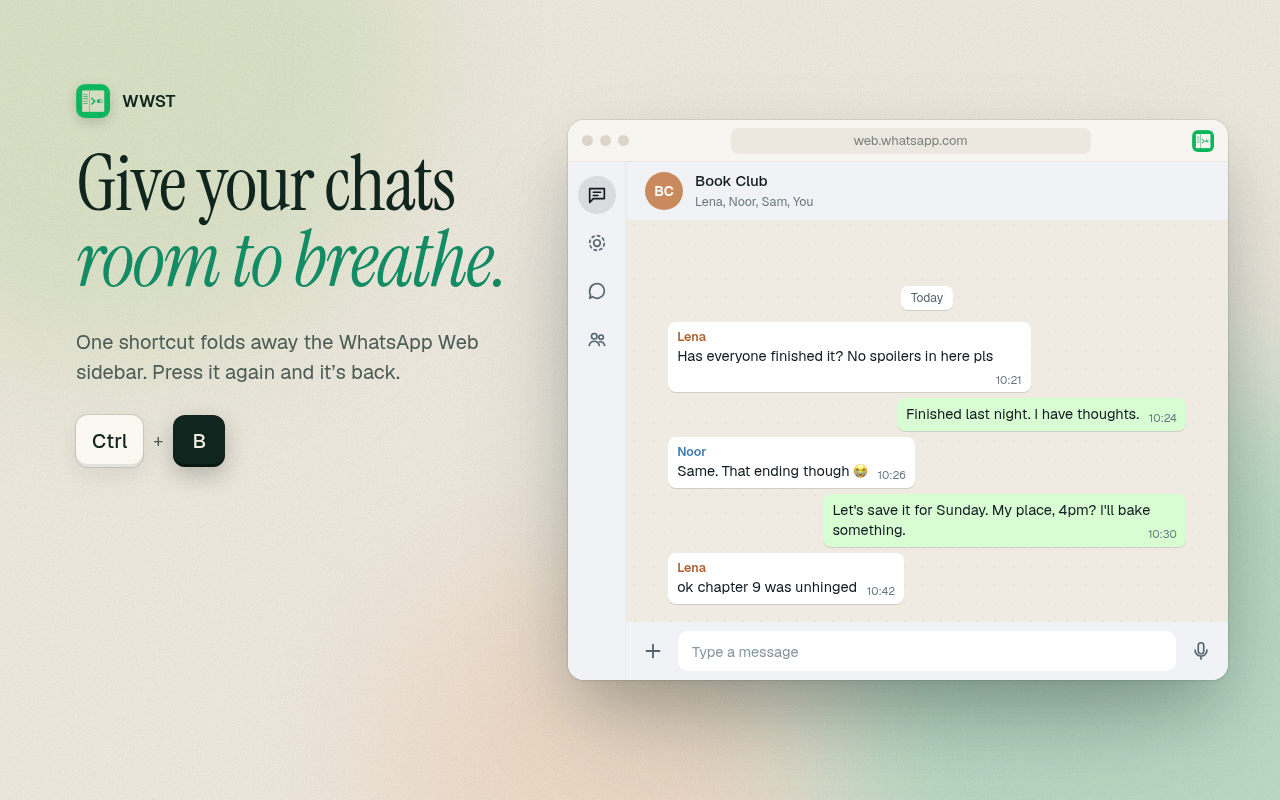 WWST
Give your chats
room to breathe.
One shortcut folds away the WhatsApp Web
sidebar. Press it again and it’s back.
Ctrl + B
web.whatsapp.com
BC
Book Club
Lena, Noor, Sam, You
Today
Lena
Has everyone finished it? No spoilers in here pls
10:21
Finished last night. I have thoughts. 10:24
Noor
Same. That ending though 😭 10:26
Let's save it for Sunday. My place, 4pm? I'll bake
something. 10:30
Lena
ok chapter 9 was unhinged 10:42
Type a message